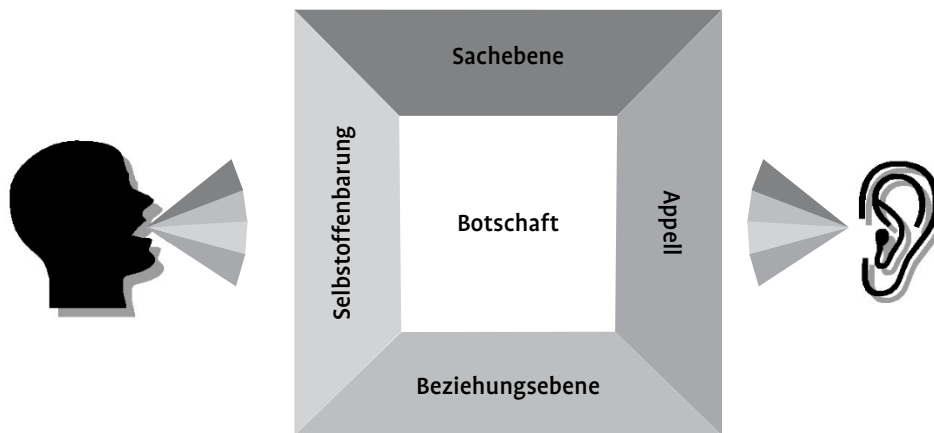 Sachebene
Selbstoffenbarung
Botschaft
Appell
Beziehungsebene